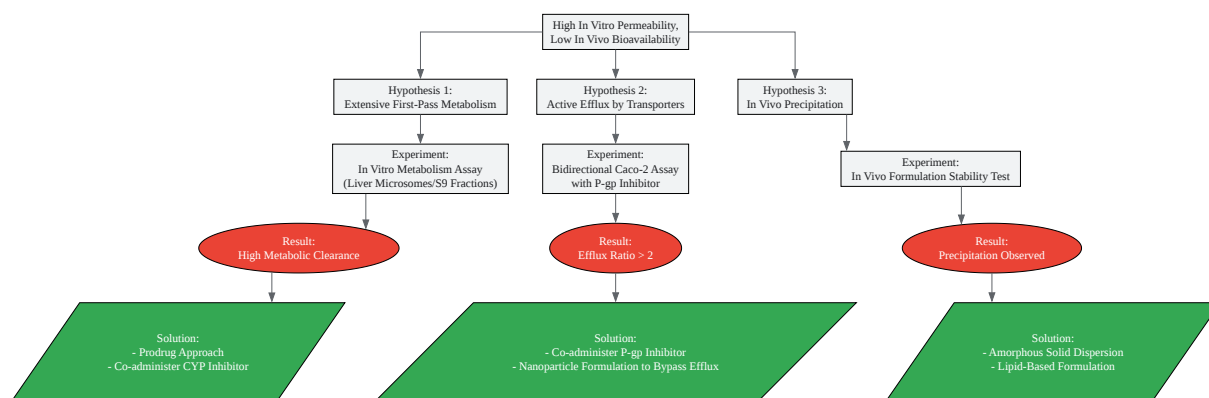 High In Vitro Permeability,
Low In Vivo Bioavailability
Hypothesis 1:
Extensive First-Pass Metabolism
Hypothesis 2:
Active Efflux by Transporters
Hypothesis 3:
In Vivo Precipitation
Experiment:
In Vitro Metabolism Assay
(Liver Microsomes/S9 Fractions)
Experiment:
Bidirectional Caco-2 Assay
with P-gp Inhibitor
Experiment:
In Vivo Formulation Stability Test
Result:
High Metabolic Clearance
Result:
Efflux Ratio > 2
Result:
Precipitation Observed
Solution:
- Prodrug Approach
- Co-administer CYP Inhibitor
Solution:
- Co-administer P-gp Inhibitor
- Nanoparticle Formulation to Bypass Efflux
Solution:
- Amorphous Solid Dispersion
- Lipid-Based Formulation